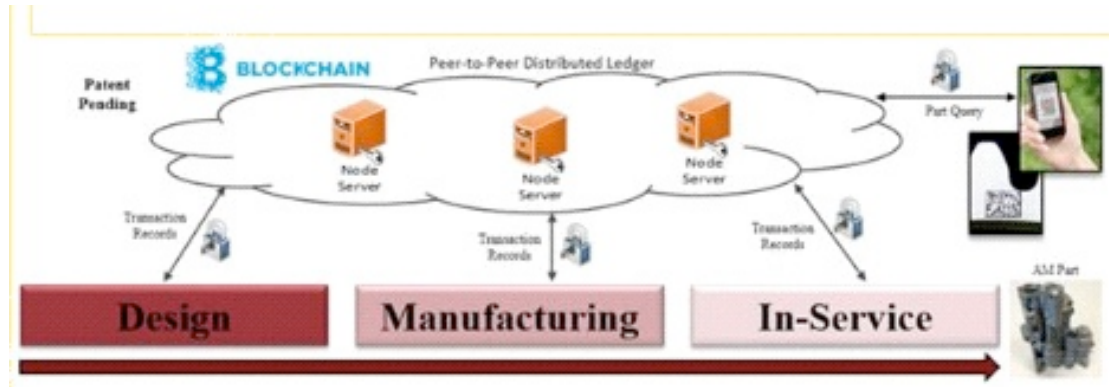 BLOCKCHAIN
Peer-to-Peer Distributed Ledger
Patent
Pending
Part Query
Node
Server
Node
Server
Node
Server
Transaction
Records
Transaction
Records
Transaction
Records
AM Part
Design
Manufacturing
In-Service